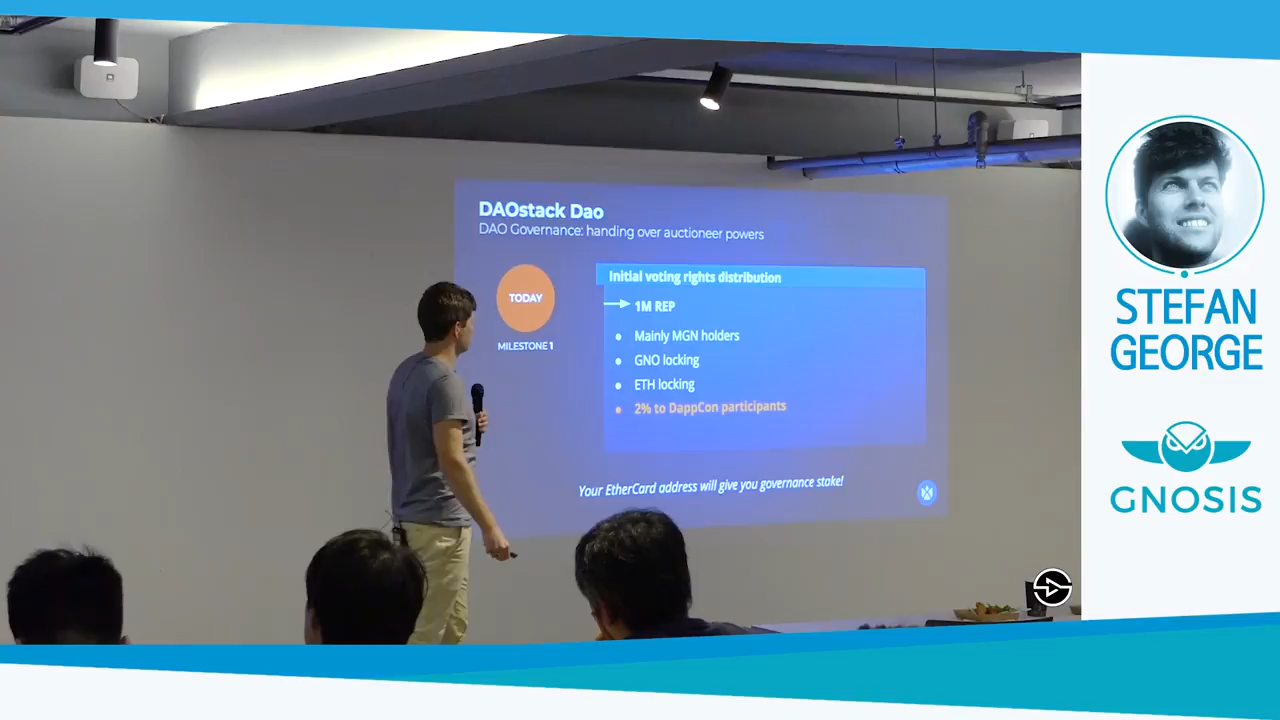 DAOstack Dao
DAO Governance: handing over auctioneer powers
TODAY
MILESTONE 1
Initial voting rights distribution
1M REP
Mainly MGN holders
GNO locking
ETH locking
2% to DappCon participants
Your EtherCard address will give you governance stake!
STEFAN
GEORGE
GNOSIS